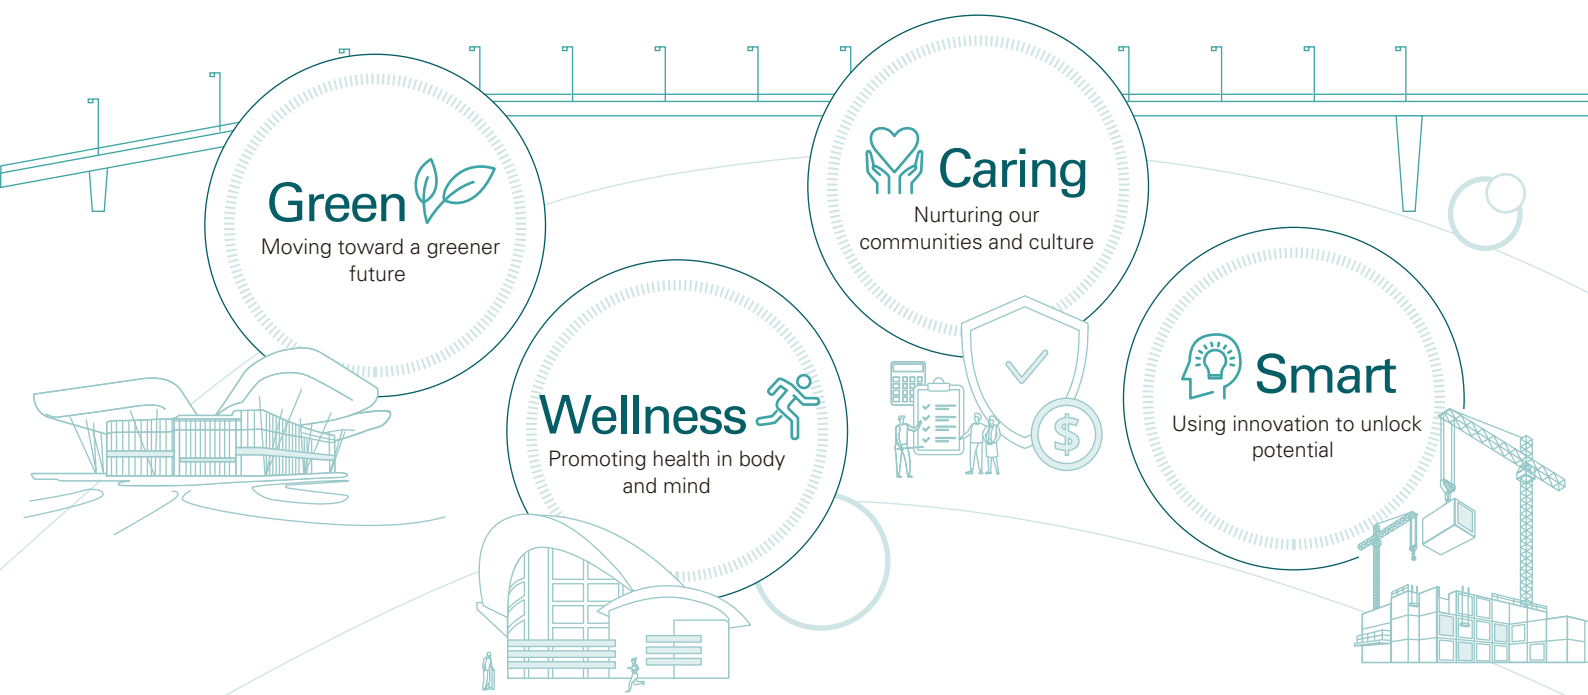 Green
Moving toward a greener
future
Wellness
Promoting health in body
and mind
Caring
Nurturing our
communities and culture
$
Smart
Using innovation to unlock
potential